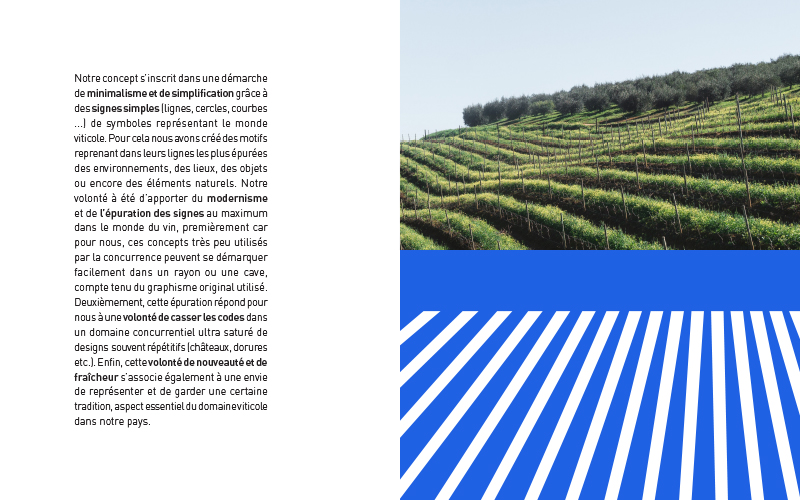 Notre concept s'inscrit dans une démarche
de minimalisme et de simplification grâce à
des signes simples (lignes, cercles, courbes
...) de symboles représentant le monde
viticole. Pour cela nous avons créé des motifs
reprenant dans leurs lignes les plus épurées
des environnements, des lieux, des objets
ou encore des éléments naturels. Notre
volonté à été d'apporter du modernisme
et de l'épuration des signes au maximum
dans le monde du vin, premièrement car
pour nous, ces concepts très peu utilisés
par la concurrence peuvent se démarquer
facilement dans un rayon ou une cave,
compte tenu du graphisme original utilisé.
Deuxièmement, cette épuration répond pour
nous à une volonté de casser les codes dans
un domaine concurrentiel ultra saturé de
designs souvent répétitifs (châteaux, dorures
etc.). Enfin, cette volonté de nouveauté et de
fraîcheur s'associe également à une envie
de représenter et de garder une certaine
tradition, aspect essentiel du domaine viticole
dans notre pays.